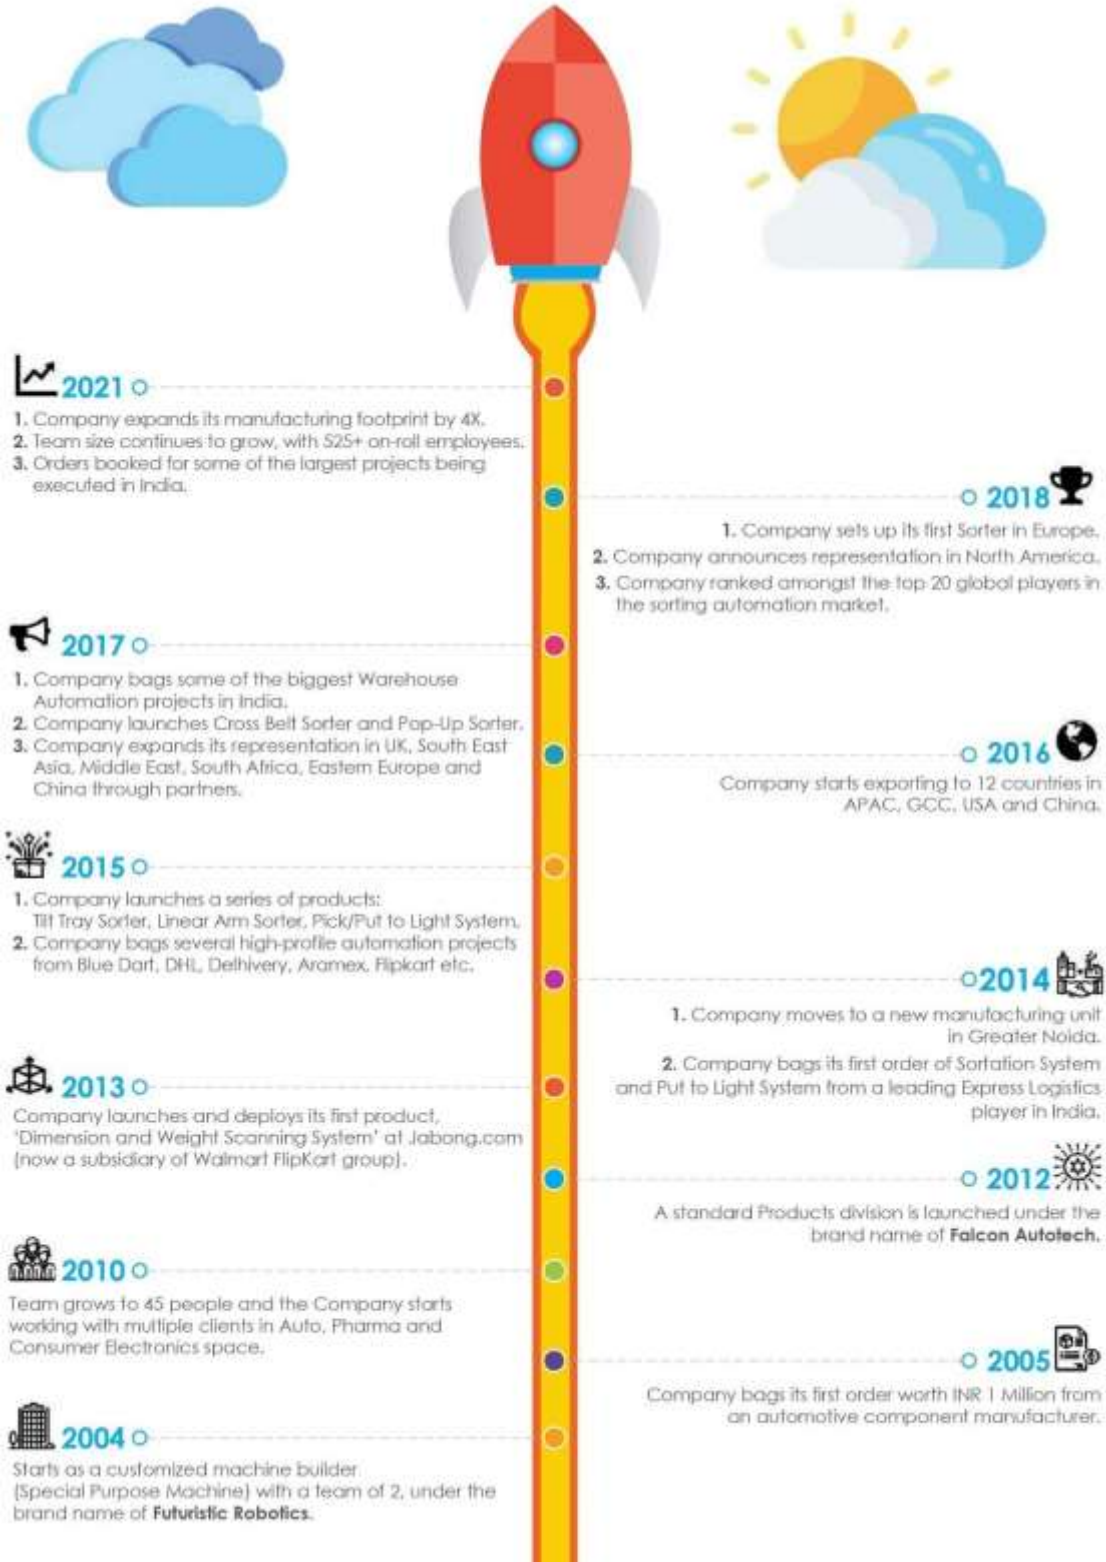 2021
1. Company expands its manufacturing footprint by 4X.
2. Team size continues to grow, with 525+ on-roll employees.
3. Orders booked for some of the largest projects being
executed in India.
2018
1. Company sets up its first Sorter in Europe.
2. Company announces representation in North America.
3. Company ranked amongst the top 20 global players in
the sorting automation market.
2017
1. Company bags some of the biggest Warehouse
Automation projects in India.
2. Company launches Cross Belt Sorter and Pop-Up Sorter.
3. Company expands its representation in UK, South East
Asia, Middle East, South Africa, Eastern Europe and
China through partners.
2016
Company starts exporting to 12 countries in
APAC, GCC, USA and China.
2015
1. Company launches a series of products:
Tilt Tray Sorter, Linear Arm Sorter, Pick/Put to Light System.
2. Company bags several high-profile automation projects
from Blue Dart, DHL, Delhivery, Aramex, Flipkart etc.
2014
1. Company moves to a new manufacturing unit
in Greater Noida.
2. Company bags its first order of Sortation System
and Put to Light System from a leading Express Logistics
player in India.
2013
Company launches and deploys its first product,
'Dimension and Weight Scanning System' at Jabong.com
(now a subsidiary of Walmart FlipKart group).
2012
A standard Products division is launched under the
brand name of Falcon Autotech.
2010
Team grows to 45 people and the Company starts
working with multiple clients in Auto, Pharma and
Consumer Electronics space.
2005
Company bags its first order worth INR 1 Million from
an automotive component manufacturer.
2004
Starts as a customized machine builder
(Special Purpose Machine) with a team of 2, under the
brand name of Futuristic Robotics.